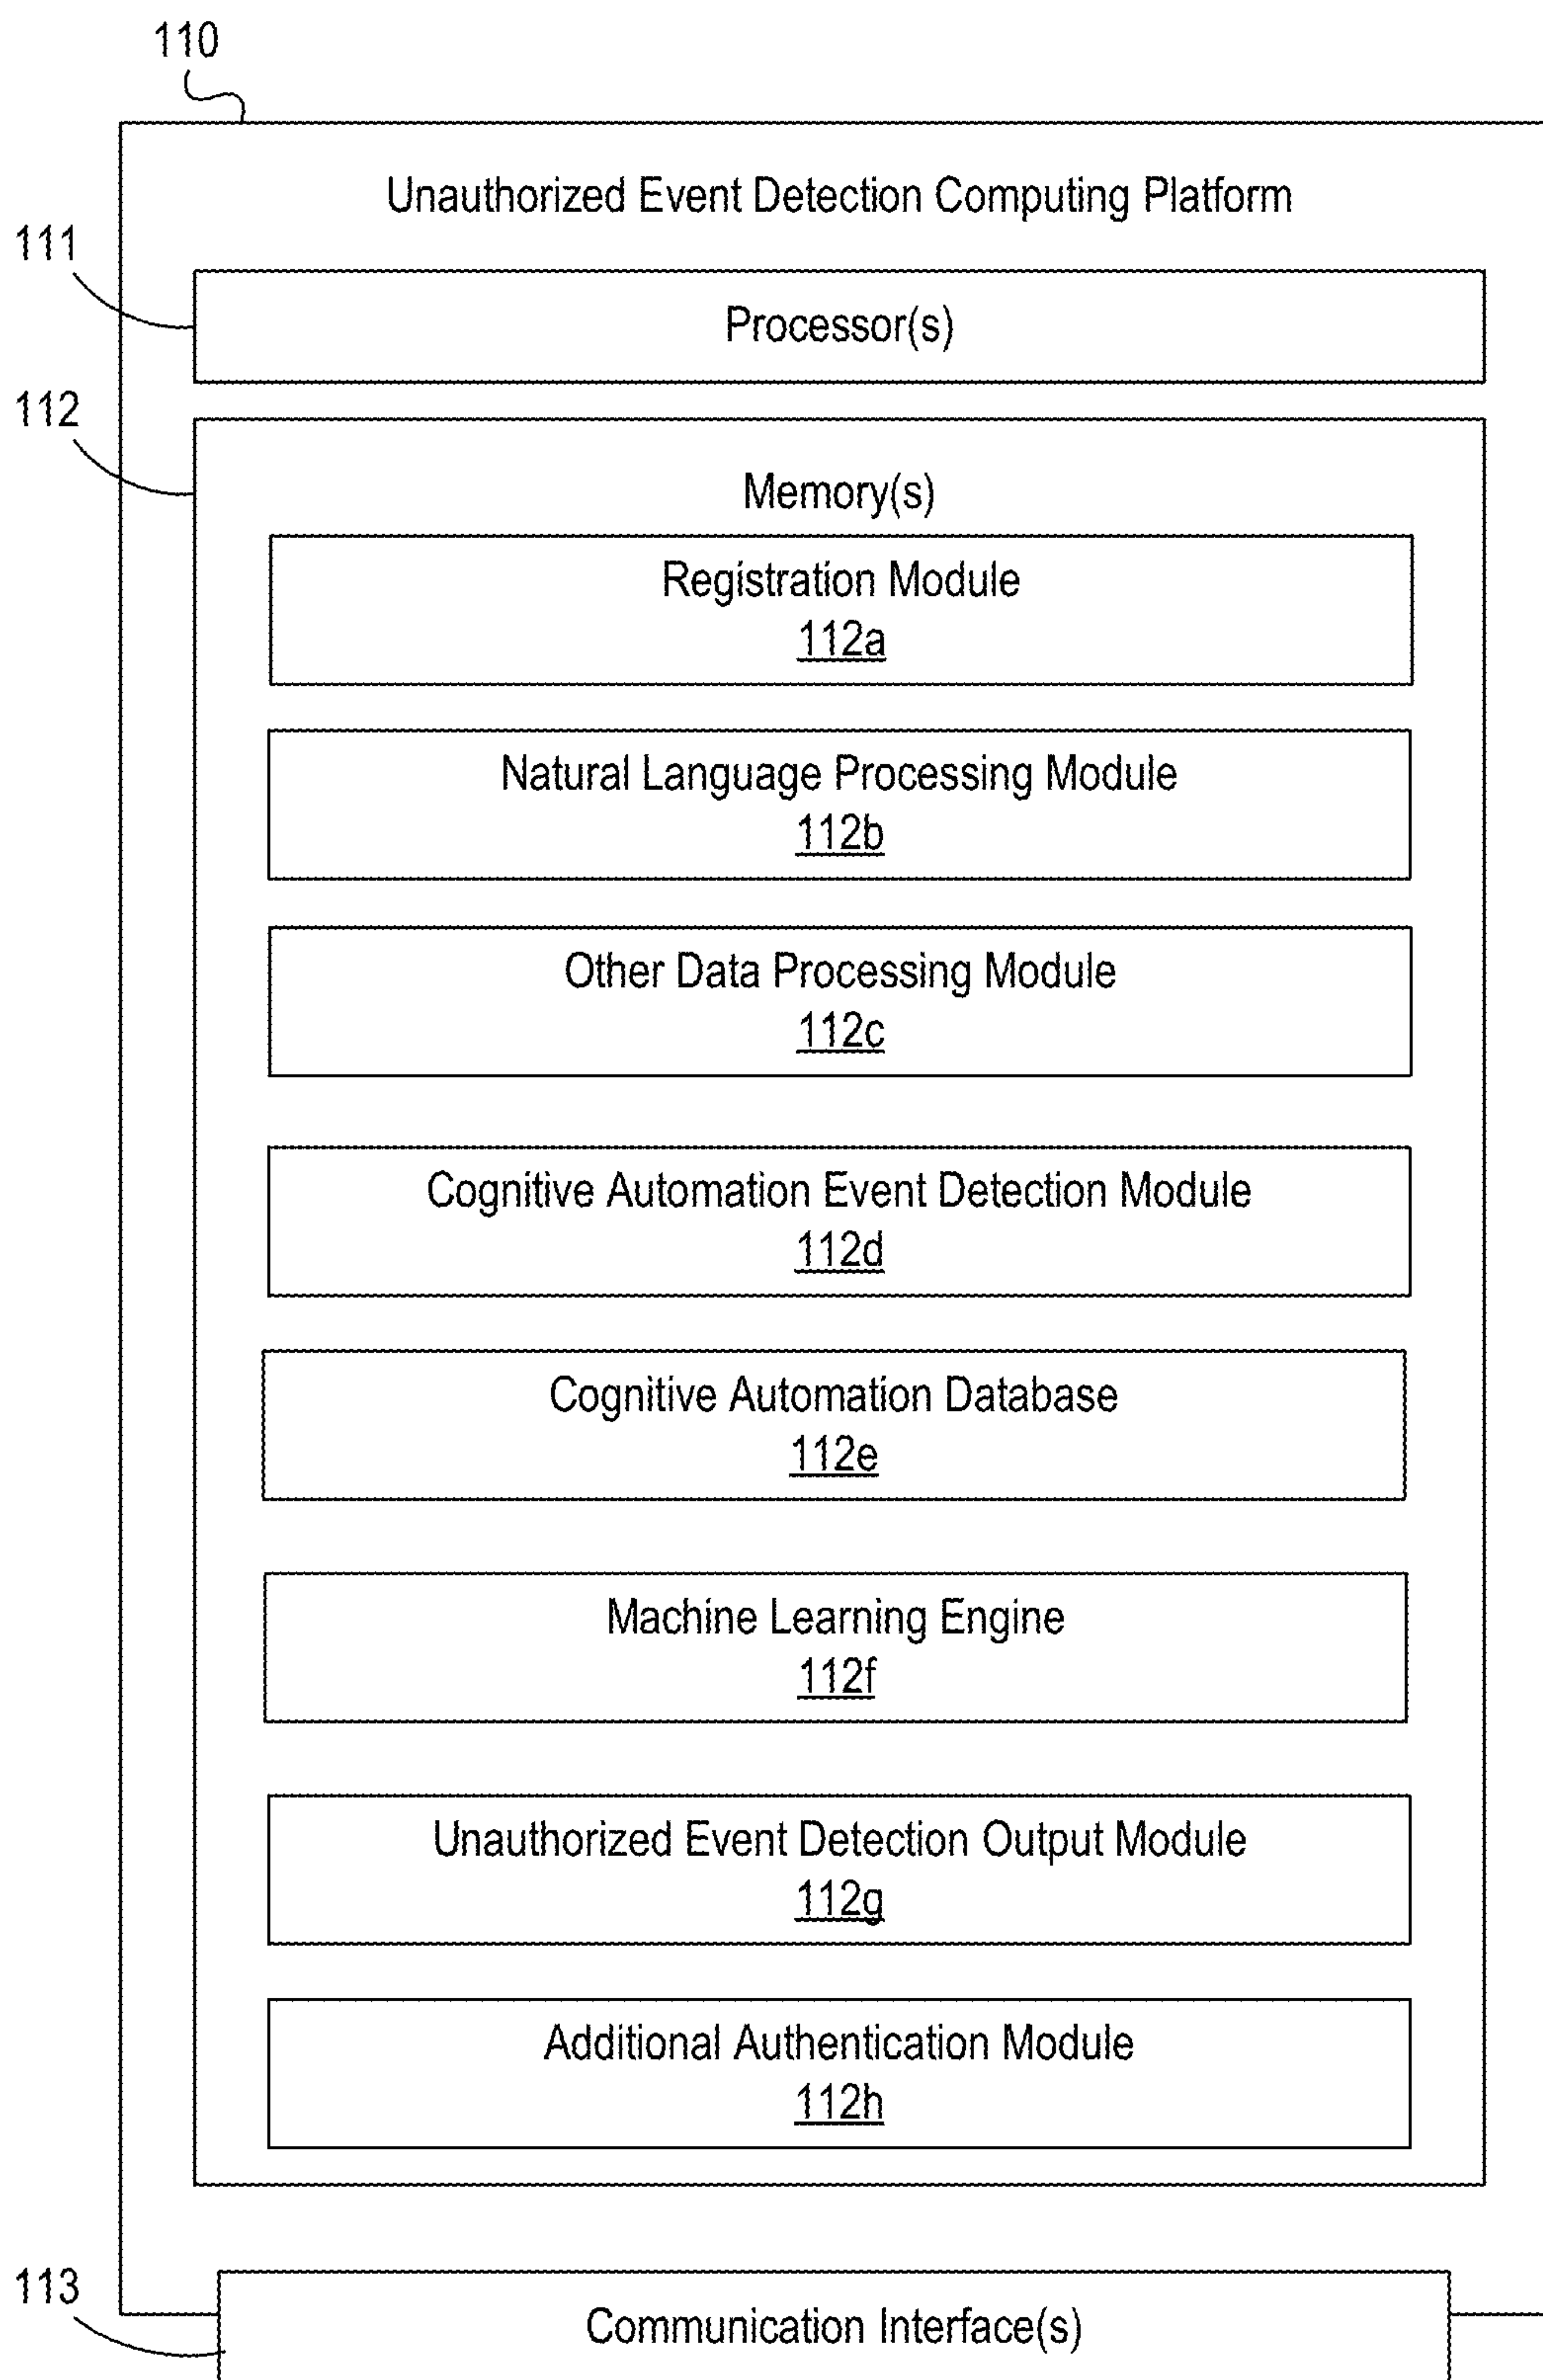 110
Unauthorized Event Detection Computing Platform
111
Processor(s)
112
Memory(s)
Registration Module
112a
Natural Language Processing Module
112b
Other Data Processing Module
112c
Cognitive Automation Event Detection Module
112d
Cognitive Automation Database
112e
Machine Learning Engine
112f
Unauthorized Event Detection Output Module
112g
Additional Authentication Module
112h
113
Communication Interface(s)